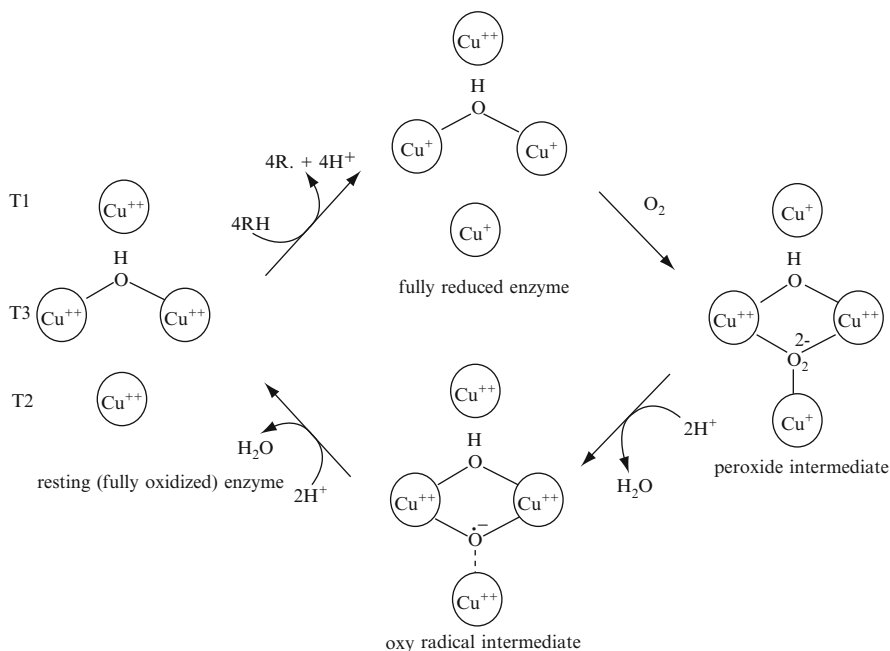 Cu++
H
O
Cu+ Cu+
Cu+
fully reduced enzyme
4R. + 4H+
4RH
O2
T1
Cu++
H
O
T3
Cu++ Cu++
T2
Cu++
resting (fully oxidized) enzyme
Cu+
H
O
Cu++ Cu++
2-
O2
Cu+
peroxide intermediate
2H+
H2O
Cu++
H
O
Cu++ Cu++
.–
O
Cu++
oxy radical intermediate
H2O
2H+